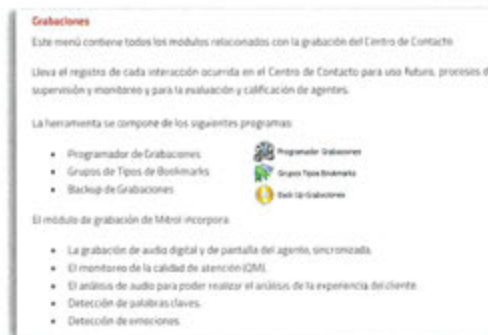 Grabaciones
Este menú contiene todos los módulos relacionados con la grabación del Centro de Contacto.
Lleva el registro de cada interacción ocurrida en el Centro de Contacto para uso futuro, procesos d
supervisión y monitoreo y para la evaluación y calificación de agentes.
La herramienta se compone de los siguientes programas:
• Programador de Grabaciones
• Grupos de Tipos de Bookmarks
• Backup de Grabaciones
Programador Grabaciones
Grupos Tipos Bookmarks
Back Up Grabaciones
El módulo de grabación de Mitrol incorpora:
• La grabación de audio digital y de pantalla del agente, sincronizada.
• El monitoreo de la calidad de atención (QM).
• El análisis de audio para poder realizar el análisis de la experiencia del cliente.
• Detección de palabras claves.
• Detección de emociones.